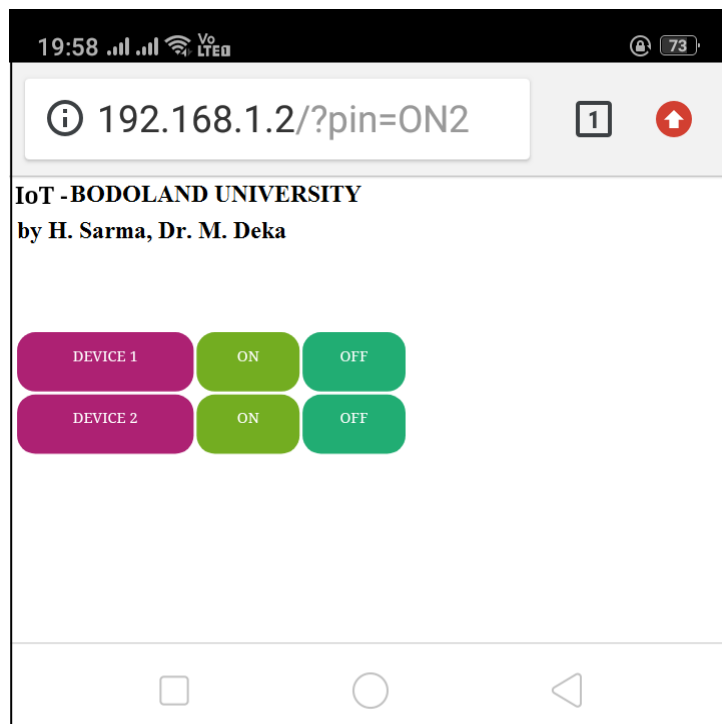 19:58 Vo LTE 73
192.168.1.2/?pin=ON2 1
IoT -BODOLAND UNIVERSITY
by H. Sarma, Dr. M. Deka
DEVICE 1 ON OFF
DEVICE 2 ON OFF